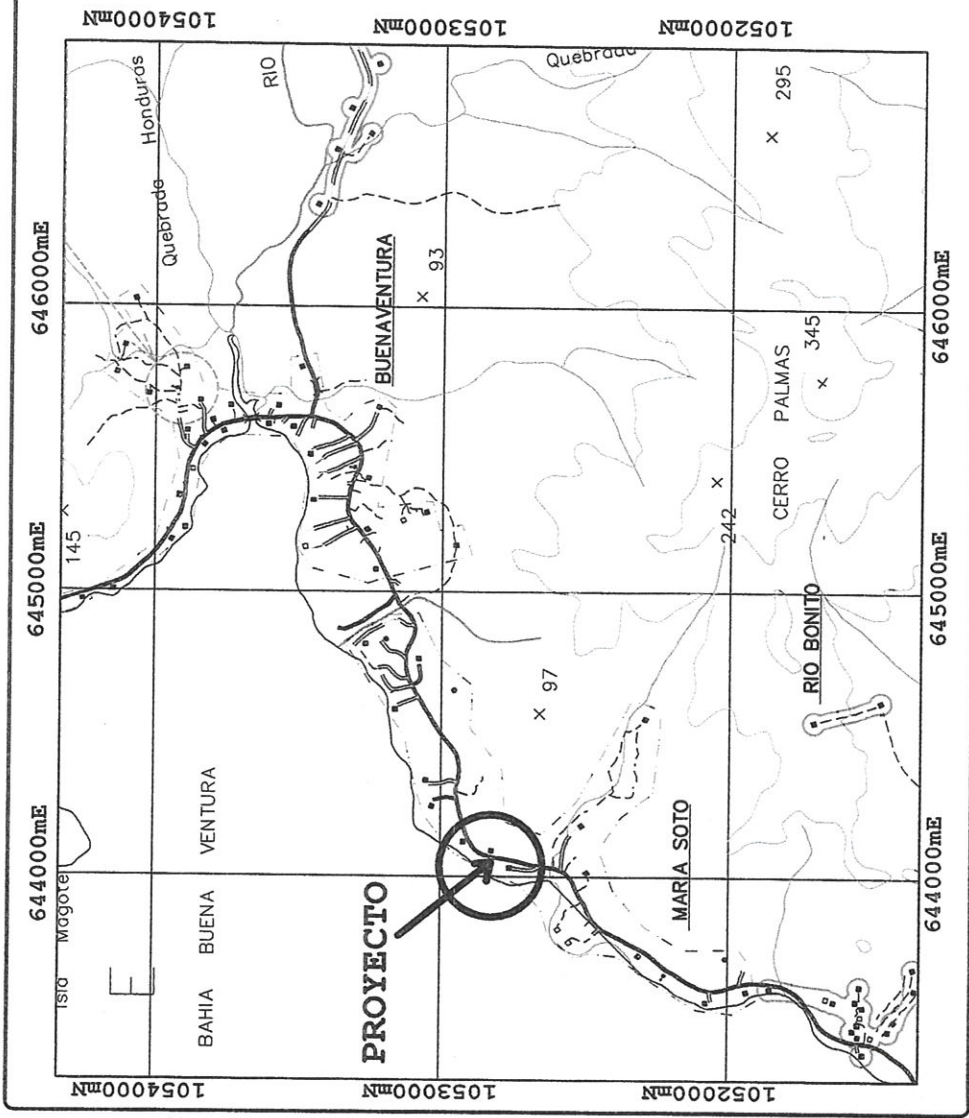 644000mE 645000mE 646000mE
1054000mN
1053000mN
1052000mN
Isla Magote
E
BAHIA BUENA VENTURA
PROYECTO
145
Quebrada Honduras
RIO
BUENAVENTURA
93
Quebrada
97
MARIA SOTO
242
CERRO PALMAS
345
295
RIO BONITO
1054000mN
1053000mN
1052000mN
644000mE 645000mE 646000mE